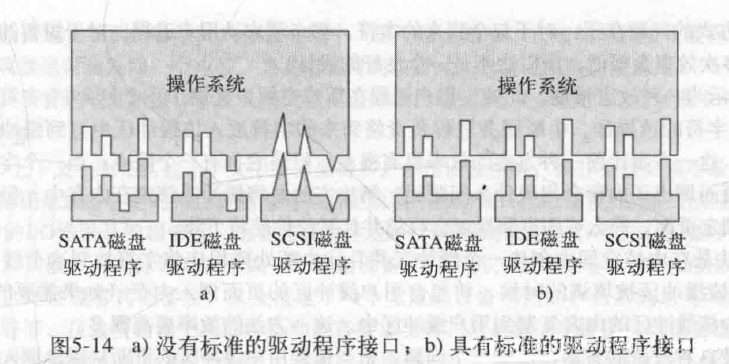 操作系统
操作系统
SATA磁盘 IDE磁盘 SCSI磁盘
驱动程序 驱动程序 驱动程序
SATA磁盘 IDE磁盘 SCSI磁盘
驱动程序 驱动程序 驱动程序
a)
b)
图5-14 a) 没有标准的驱动程序接口；b) 具有标准的驱动程序接口